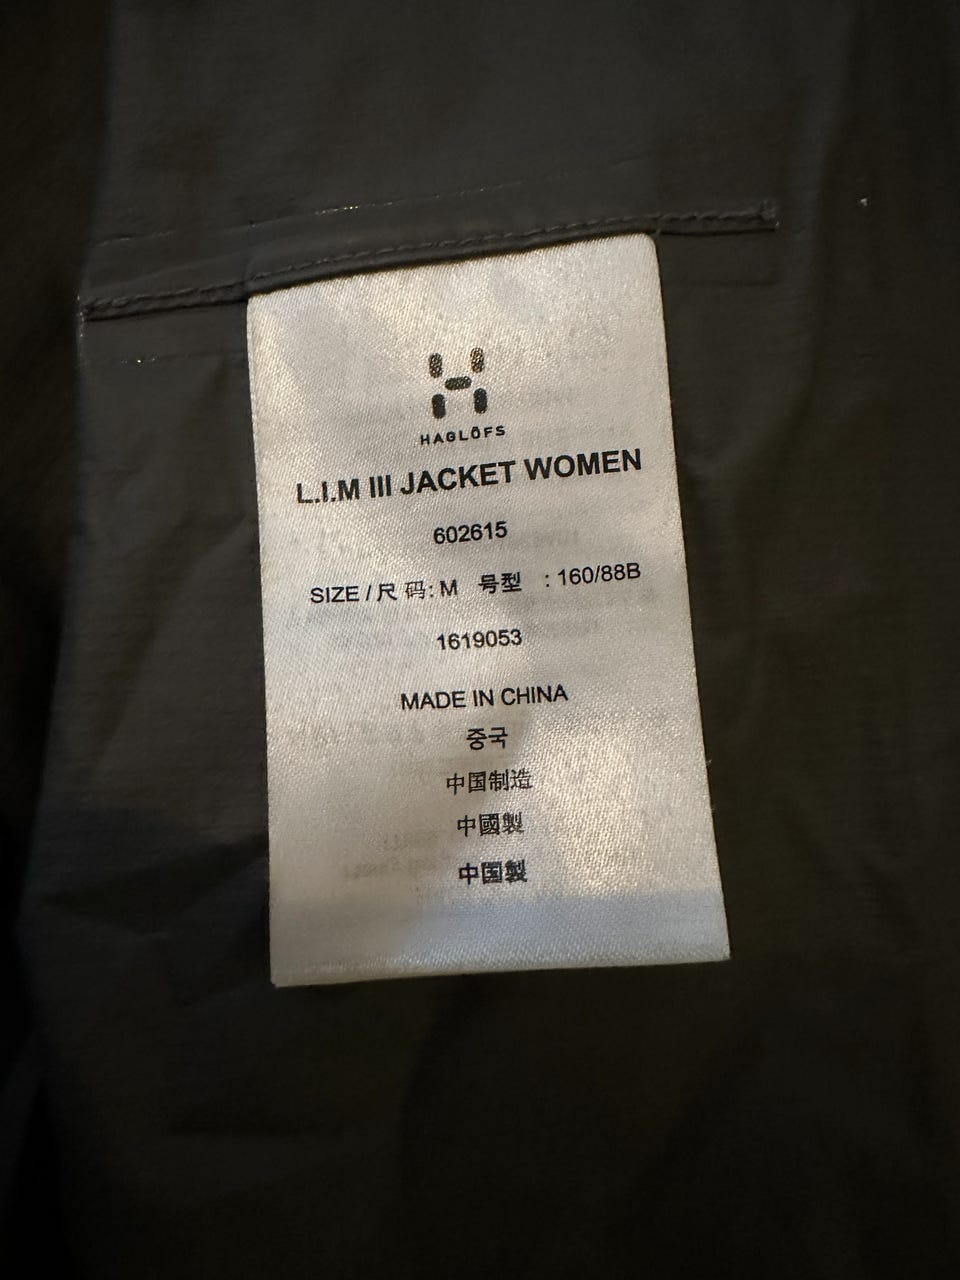 HAGLÖFS
L.I.M III JACKET WOMEN
602615
SIZE / 尺 码: M 号型 : 160/88B
1619053
MADE IN CHINA
중국
中国制造
中國製
中国製